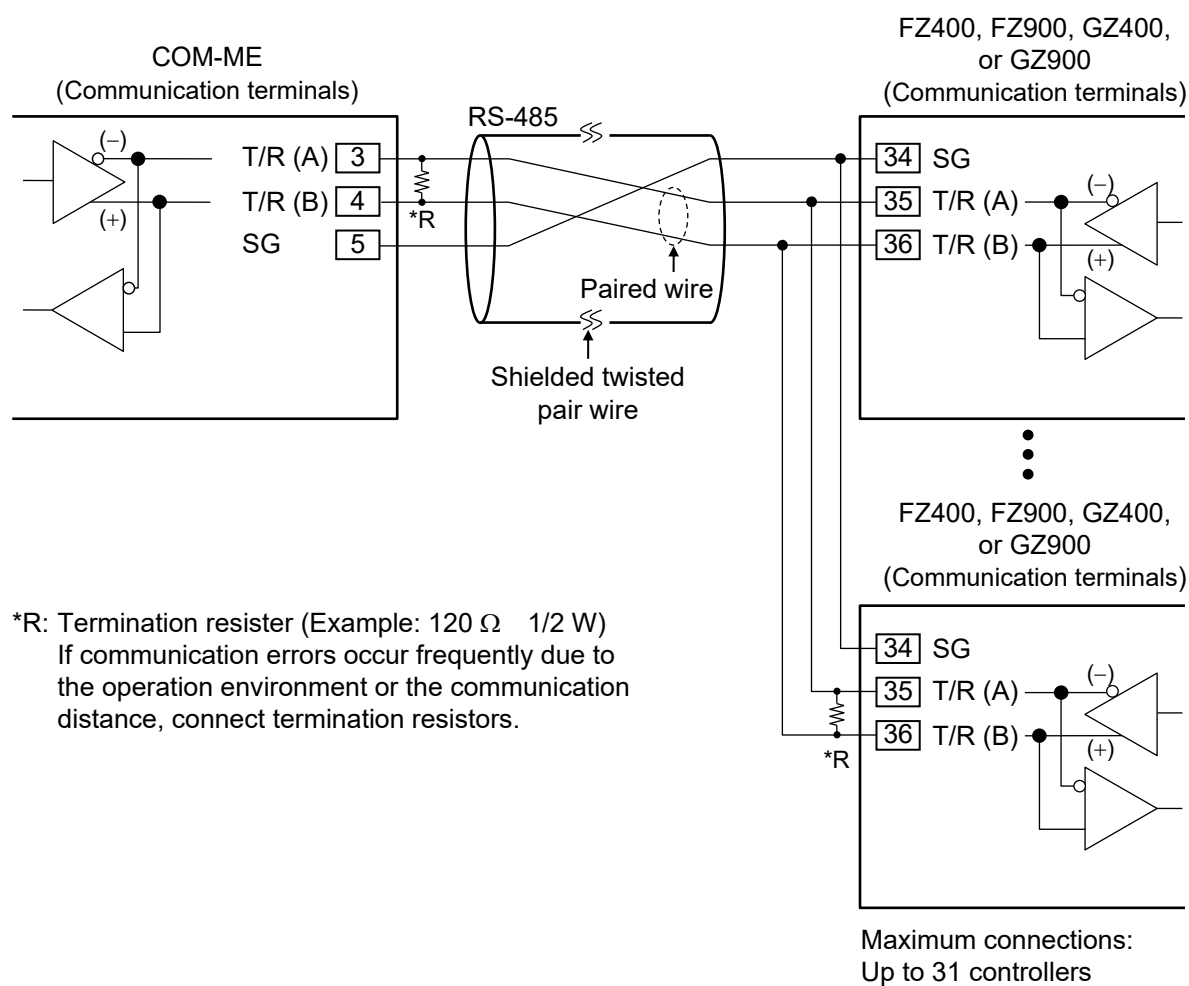 COM-ME
(Communication terminals)
FZ400, FZ900, GZ400,
or GZ900
(Communication terminals)
RS-485
(−)
(+)
T/R (A) 3
T/R (B) 4
SG 5
*R
Paired wire
Shielded twisted
pair wire
34 SG
35 T/R (A)
36 T/R (B)
(−)
(+)
FZ400, FZ900, GZ400,
or GZ900
(Communication terminals)
34 SG
35 T/R (A)
36 T/R (B)
(−)
(+)
*R
*R: Termination resister (Example: 120 Ω 1/2 W)
If communication errors occur frequently due to
the operation environment or the communication
distance, connect termination resistors.
Maximum connections:
Up to 31 controllers